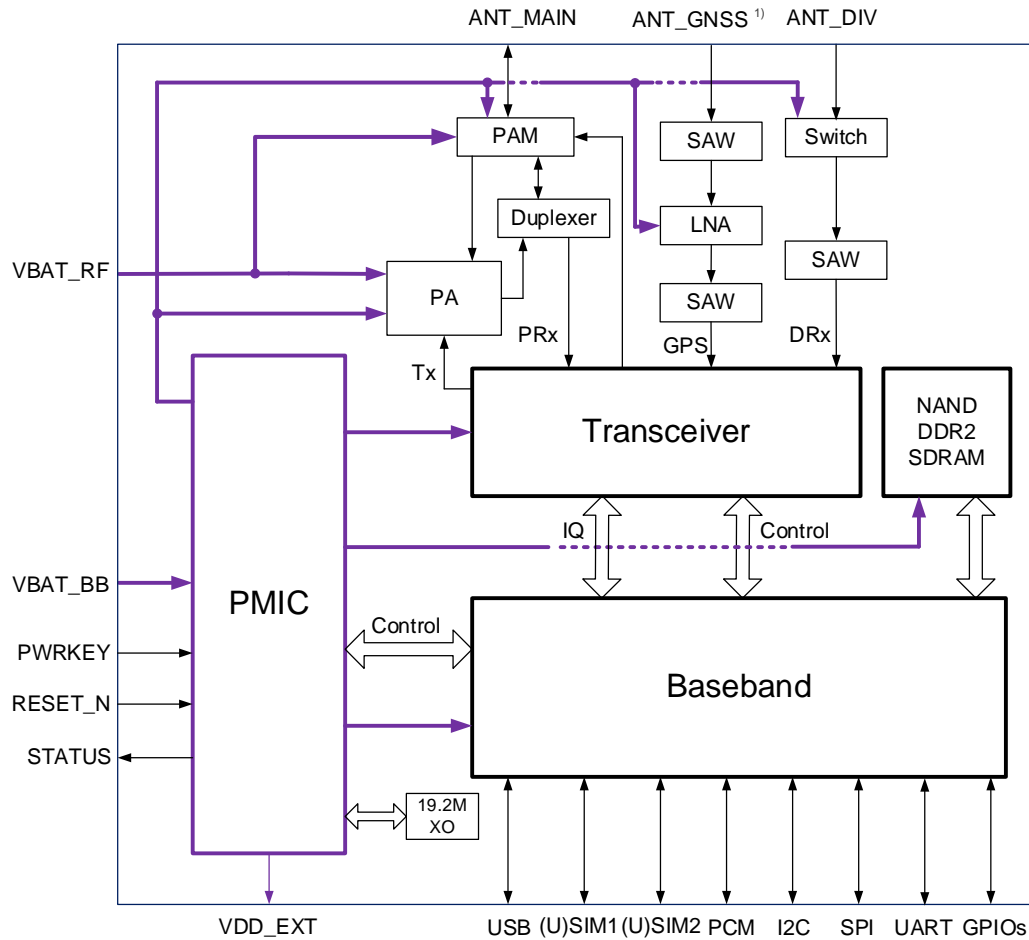 ANT_MAIN
ANT_GNSS 1)
ANT_DIV
PAM
SAW
Switch
Duplexer
LNA
SAW
VBAT_RF
PA
SAW
PRx
GPS
DRx
Tx
Transceiver
NAND
DDR2
SDRAM
IQ
Control
VBAT_BB
PMIC
Control
PWRKEY
Baseband
RESET_N
STATUS
19.2M
XO
VDD_EXT
USB
(U)SIM1
(U)SIM2
PCM
I2C
SPI
UART
GPIOs